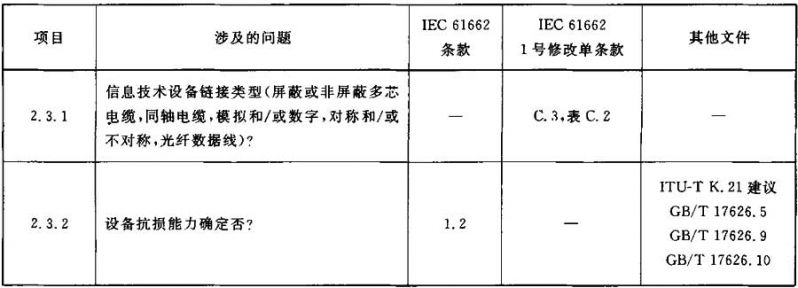 项目 涉及的问题 IEC 61662 条款 IEC 61662 1号修改单条款 其他文件
2.3.1 信息技术设备链接类型(屏蔽或非屏蔽多芯
电缆,同轴电缆,模拟和/或数字,对称和/或
不对称,光纤数据线)? — C.3,表 C.2 —
2.3.2 设备抗损能力确定否? 1.2 — ITU-T K.21 建议
GB/T 17626.5
GB/T 17626.9
GB/T 17626.10